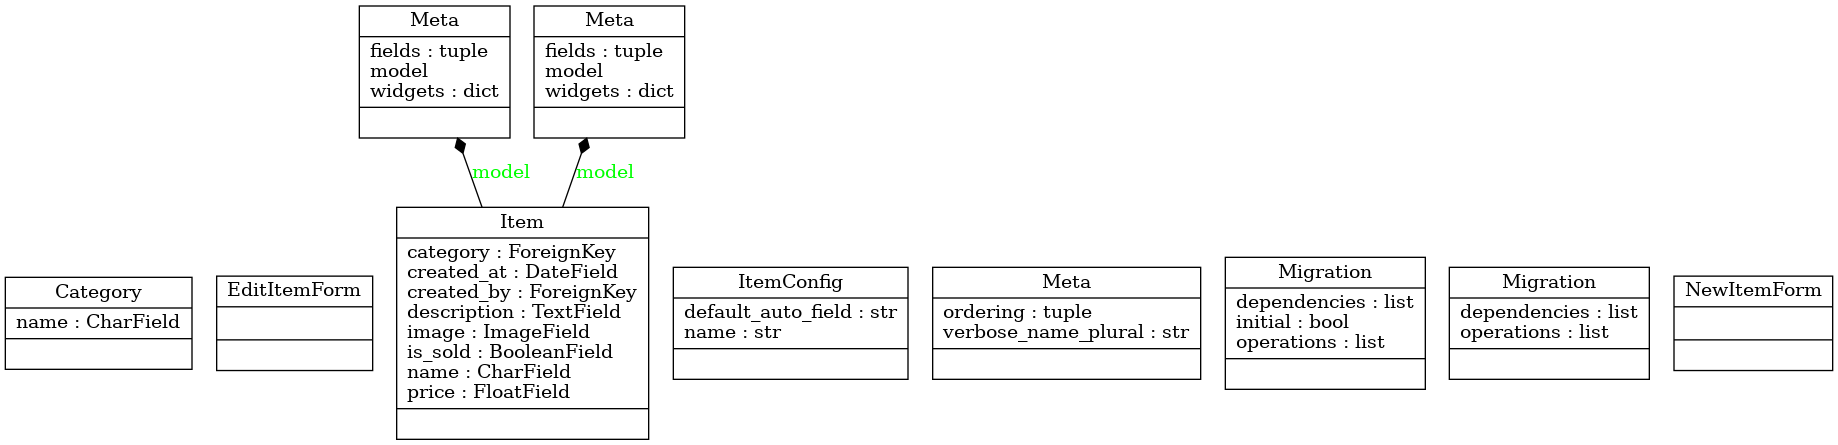 Meta
fields : tuple
model
widgets : dict
Meta
fields : tuple
model
widgets : dict
model
model
Category
name : CharField
EditItemForm
Item
category : ForeignKey
created_at : DateField
created_by : ForeignKey
description : TextField
image : ImageField
is_sold : BooleanField
name : CharField
price : FloatField
ItemConfig
default_auto_field : str
name : str
Meta
ordering : tuple
verbose_name_plural : str
Migration
dependencies : list
initial : bool
operations : list
Migration
dependencies : list
operations : list
NewItemForm